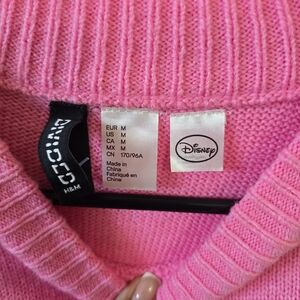 DIVIDED
H&M
EUR M
US M
CA M
MX M
CN 170/96A
Made in
China
Fabriqué en
Chine
Disney